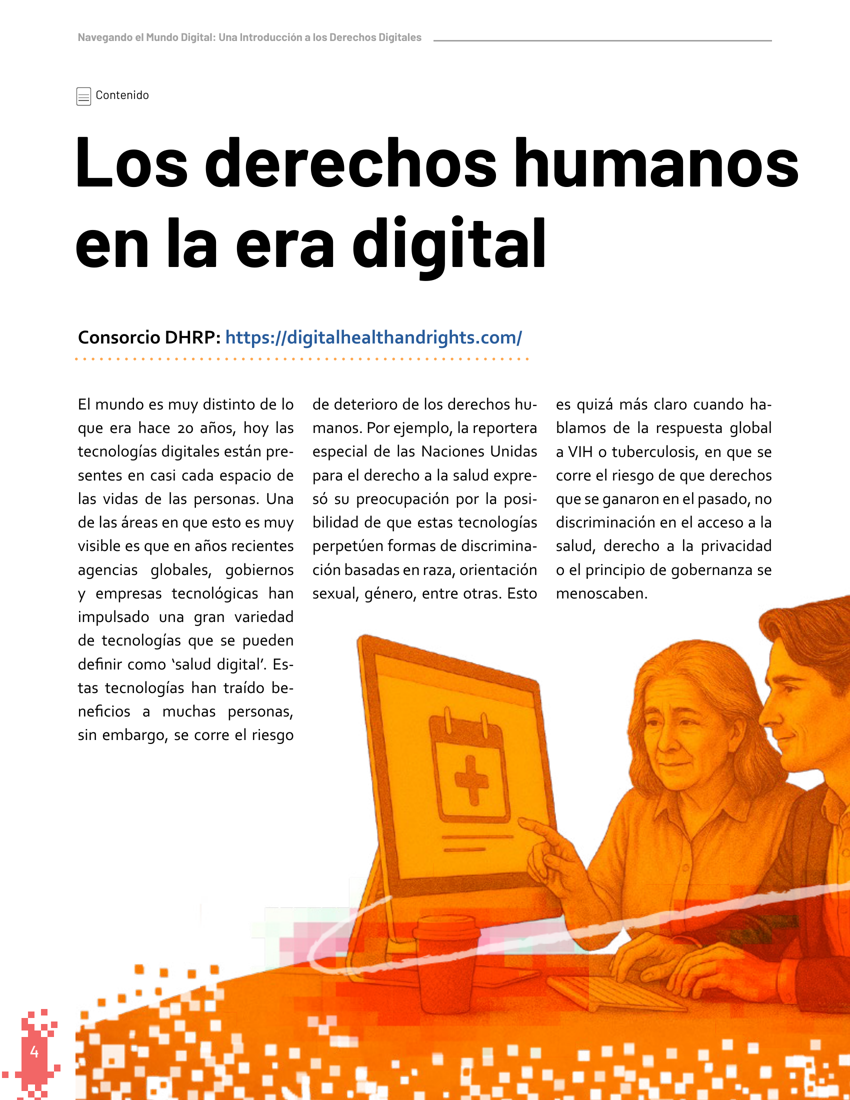 Navegando el Mundo Digital: Una Introducción a los Derechos Digitales
Contenido
Los derechos humanos
en la era digital
Consorcio DHRP: https://digitalhealthandrights.com/
El mundo es muy distinto de lo
que era hace 20 años, hoy las
tecnologías digitales están pre-
sentes en casi cada espacio de
las vidas de las personas. Una
de las áreas en que esto es muy
visible es que en años recientes
agencias globales, gobiernos
y empresas tecnológicas han
impulsado una gran variedad
de tecnologías que se pueden
definir como ‘salud digital’. Es-
tas tecnologías han traído be-
neficios a muchas personas,
sin embargo, se corre el riesgo
de deterioro de los derechos hu-
manos. Por ejemplo, la reportera
especial de las Naciones Unidas
para el derecho a la salud expre-
só su preocupación por la posi-
bilidad de que estas tecnologías
perpetúen formas de discrimina-
ción basadas en raza, orientación
sexual, género, entre otras. Esto
es quizá más claro cuando ha-
blamos de la respuesta global
a VIH o tuberculosis, en que se
corre el riesgo de que derechos
que se ganaron en el pasado, no
discriminación en el acceso a la
salud, derecho a la privacidad
o el principio de gobernanza se
menoscaben.
4